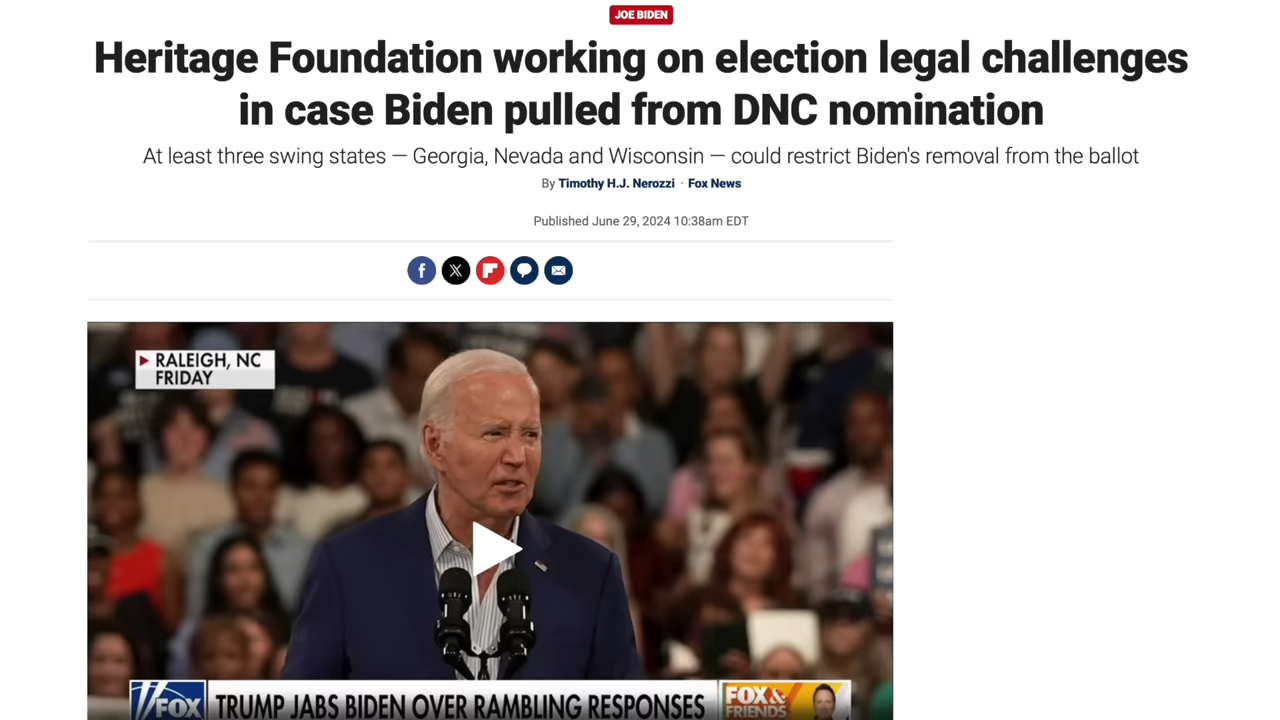 JOE BIDEN
Heritage Foundation working on election legal challenges
in case Biden pulled from DNC nomination
At least three swing states — Georgia, Nevada and Wisconsin — could restrict Biden's removal from the ballot
By Timothy H.J. Nerozzi · Fox News
Published June 29, 2024 10:38am EDT
RALEIGH, NC
FRIDAY
FOX
TRUMP JABS BIDEN OVER RAMBLING RESPONSES
FOX&
FRIENDS